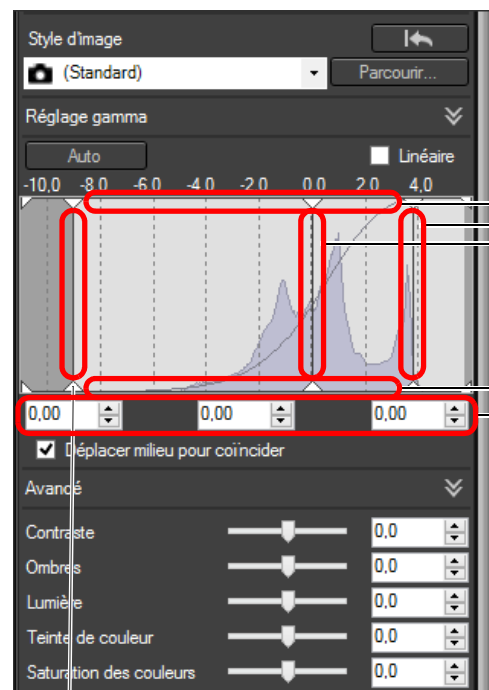 Style d'image
(Standard)
Parcourir...
Réglage gamma
Auto
Linéaire
-10,0 -8,0 -6,0 -4,0 -2,0 0,0 2,0 4,0
0,00 0,00 0,00
Déplacer milieu pour coïncider
Avancé
Contraste 0,0
Ombres 0,0
Lumière 0,0
Teinte de couleur 0,0
Saturation des couleurs 0,0